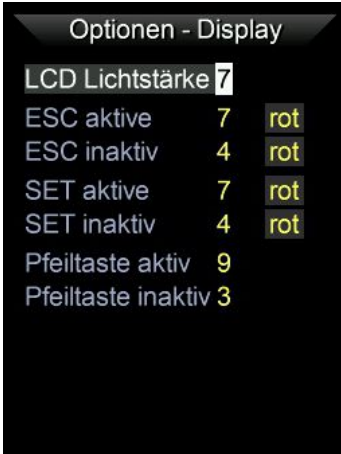 Optionen - Display
LCD Lichtstärke 7
ESC aktive 7 rot
ESC inaktiv 4 rot
SET aktive 7 rot
SET inaktiv 4 rot
Pfeiltaste aktiv 9
Pfeiltaste inaktiv 3